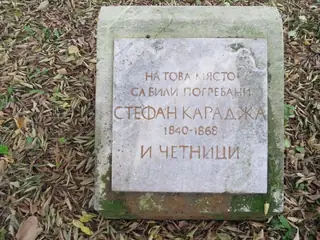 НА ТОВА МЯСТО
СА БИЛИ ПОГРЕБАНИ
СТЕФАН КАРАДЖА
1840-1868
И ЧЕТНИЦИ